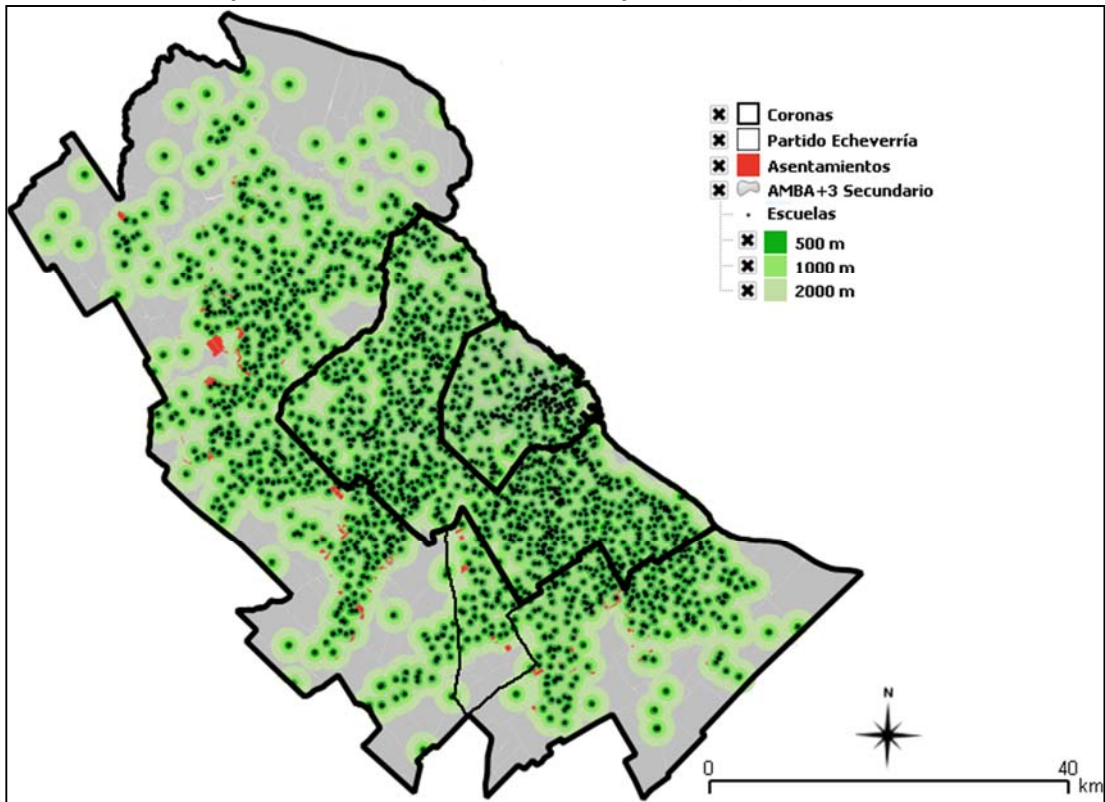 Coronas
Partido Echeverría
Asentamientos
AMBA+3 Secundario
Escuelas
500 m
1000 m
2000 m
N
0 40
km